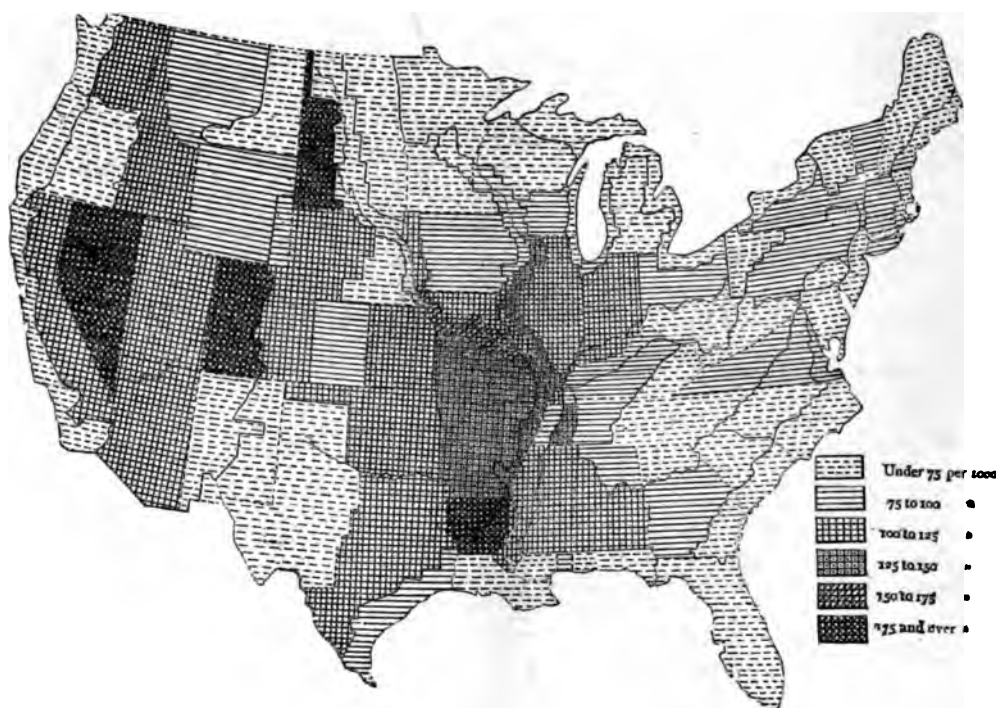 Under 75 per 1000
75 to 100 "
100 to 125 "
125 to 150 "
150 to 175 "
175 and over "